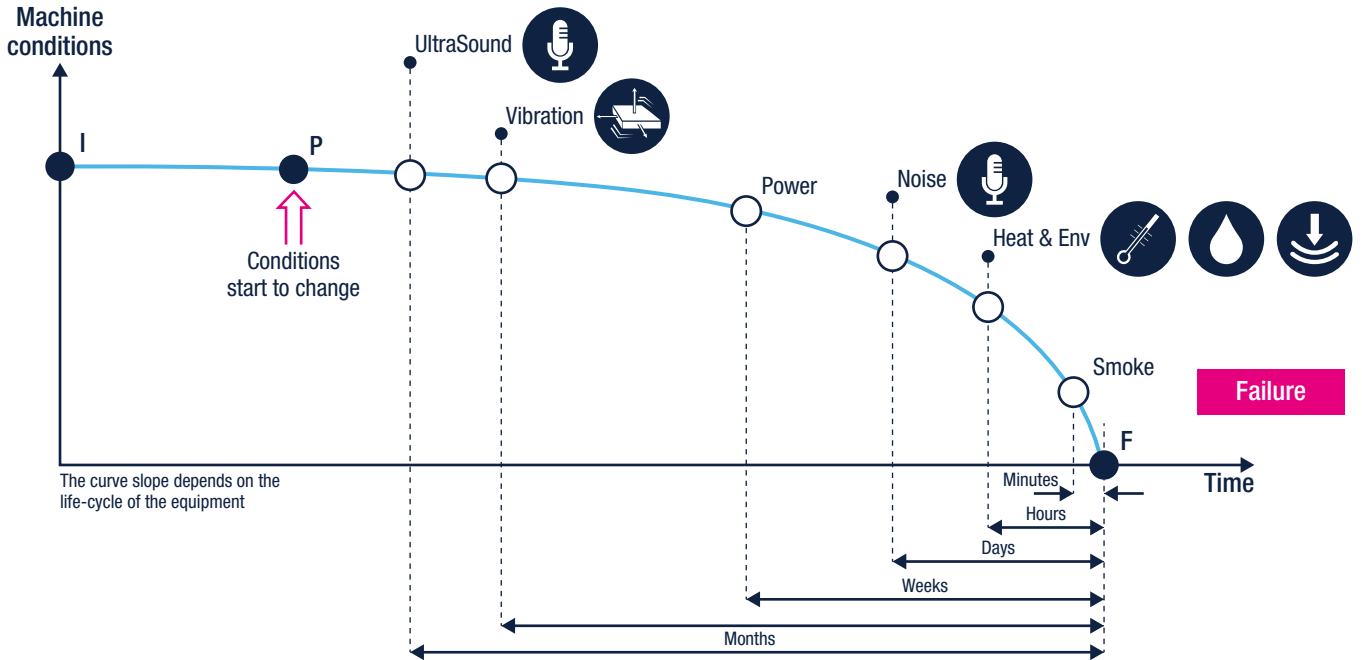 Machine
conditions
UltraSound
Vibration
I
P
Power
Noise
Heat & Env
Conditions
start to change
Smoke
Failure
F
The curve slope depends on the
life-cycle of the equipment
Minutes
Time
Hours
Days
Weeks
Months